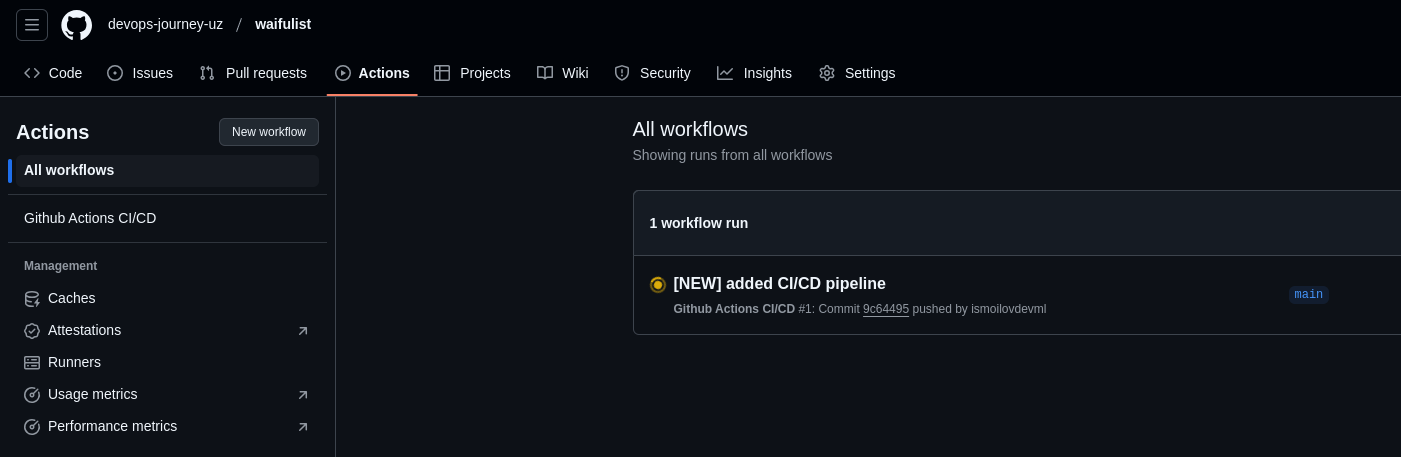 devops-journey-uz / waifulist
Code Issues Pull requests Actions Projects Wiki Security Insights Settings
Actions
New workflow
All workflows
Github Actions CI/CD
Management
Caches
Attestations
Runners
Usage metrics
Performance metrics
All workflows
Showing runs from all workflows
1 workflow run
[NEW] added CI/CD pipeline
Github Actions CI/CD #1: Commit 9c64495 pushed by ismoilovdevml
main